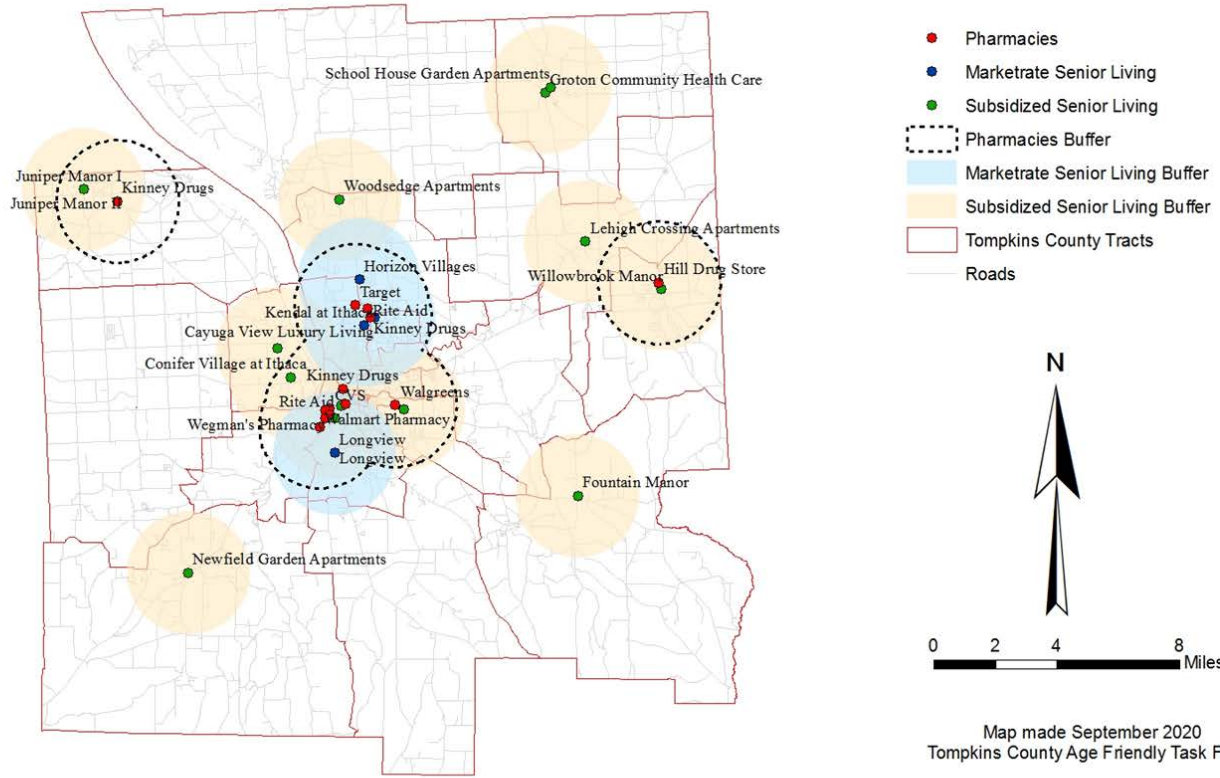 School House Garden Apartments
Groton Community Health Care
Juniper Manor I
Kinney Drugs
Juniper Manor II
Woodsedge Apartments
Lehigh Crossing Apartments
Willowbrook Manor
Hill Drug Store
Horizon Villages
Target
Kendal at Ithaca
Rite Aid
Kinney Drugs
Cayuga View Luxury Living
Conifer Village at Ithaca
Kinney Drugs
Rite Aid
CVS
Walgreens
Wegman's Pharmacy
Walmart Pharmacy
Longview
Longview
Fountain Manor
Newfield Garden Apartments
Pharmacies
Marketrate Senior Living
Subsidized Senior Living
Pharmacies Buffer
Marketrate Senior Living Buffer
Subsidized Senior Living Buffer
Tompkins County Tracts
Roads
N
0 2 4 8
Miles
Map made September 2020
Tompkins County Age Friendly Task F